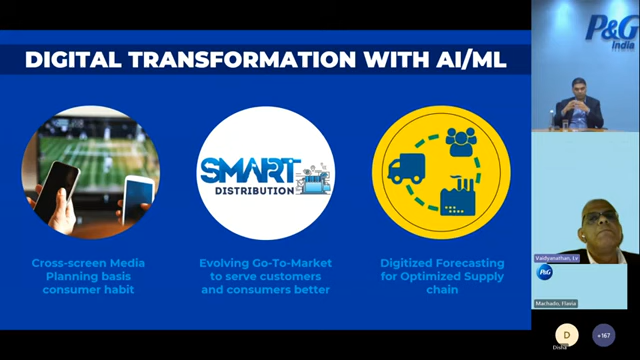 DIGITAL TRANSFORMATION WITH AI/ML
SMART
DISTRIBUTION
Cross-screen Media
Planning basis
consumer habit
Evolving Go-To-Market
to serve customers
and consumers better
Digitized Forecasting
for Optimized Supply
chain
P&G
India
Vaidyanathan, Lv
P&G
Machado, Flavia
D
Disha
+167